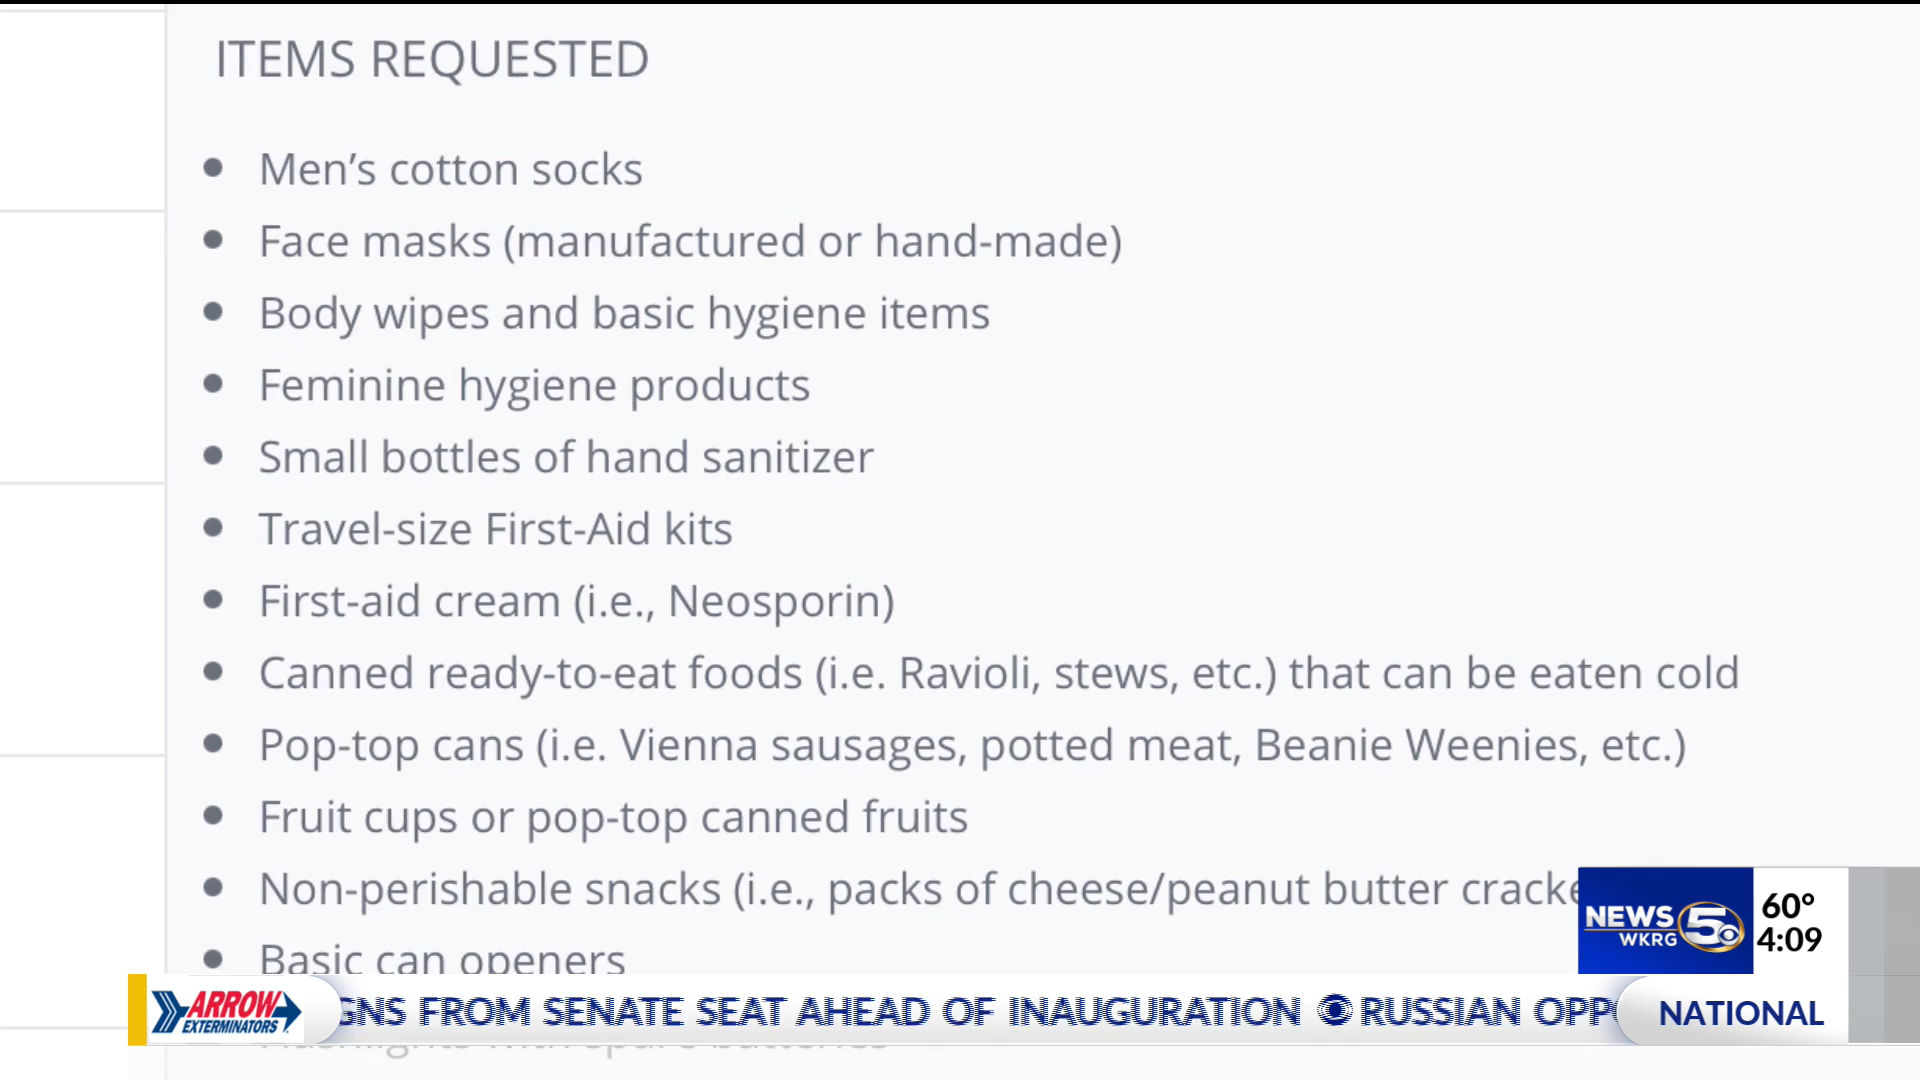 ITEMS REQUESTED
• Men’s cotton socks
• Face masks (manufactured or hand-made)
• Body wipes and basic hygiene items
• Feminine hygiene products
• Small bottles of hand sanitizer
• Travel-size First-Aid kits
• First-aid cream (i.e., Neosporin)
• Canned ready-to-eat foods (i.e. Ravioli, stews, etc.) that can be eaten cold
• Pop-top cans (i.e. Vienna sausages, potted meat, Beanie Weenies, etc.)
• Fruit cups or pop-top canned fruits
• Non-perishable snacks (i.e., packs of cheese/peanut butter cracke
• Basic can openers
NEWS 5
WKRG
60°
4:09
ARROW
EXTERMINATORS
GNS FROM SENATE SEAT AHEAD OF INAUGURATION RUSSIAN OPP
NATIONAL